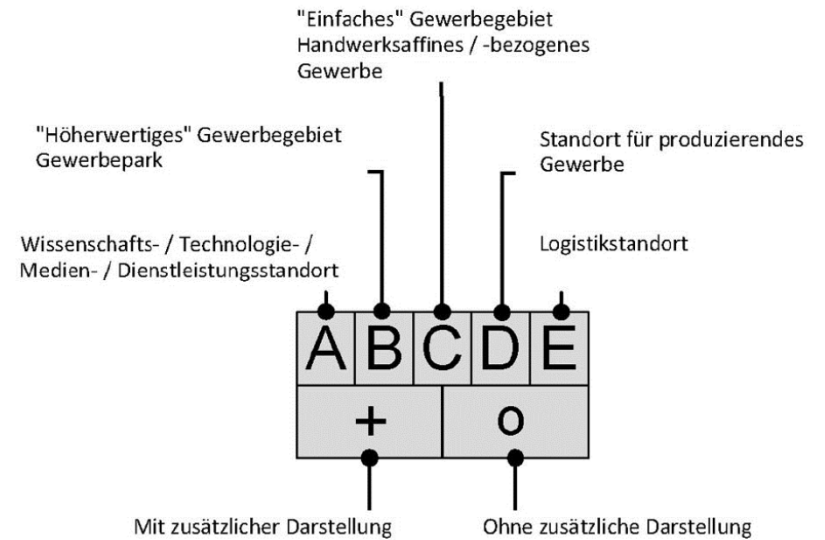 "Einfaches" Gewerbegebiet
Handwerksaffines / -bezogenes
Gewerbe
"Höherwertiges" Gewerbegebiet
Gewerbepark
Standort für produzierendes
Gewerbe
Wissenschafts- / Technologie- /
Medien- / Dienstleistungsstandort
Logistikstandort
A B C D E
+ o
Mit zusätzlicher Darstellung
Ohne zusätzliche Darstellung